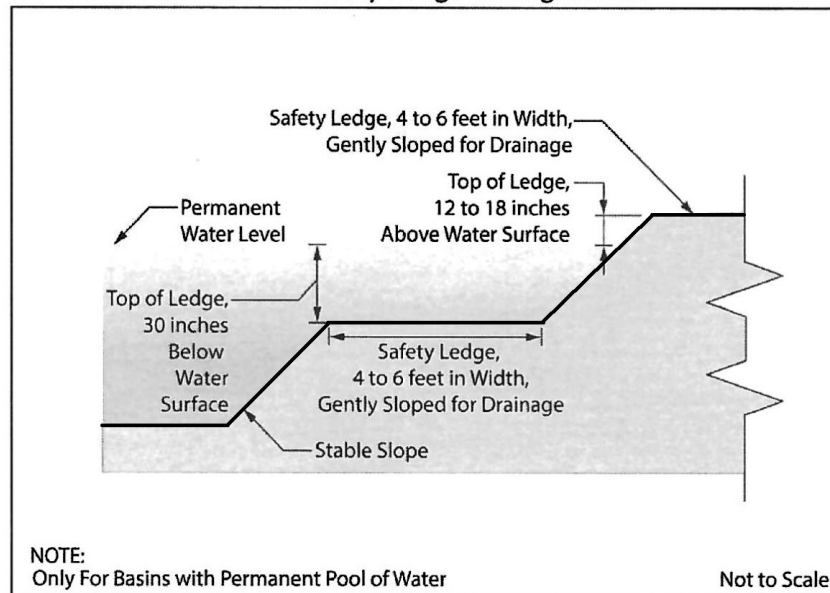 Safety Ledge, 4 to 6 feet in Width,
Gently Sloped for Drainage
Top of Ledge,
12 to 18 inches
Above Water Surface
Permanent
Water Level
Top of Ledge,
30 inches
Below
Water
Surface
Safety Ledge,
4 to 6 feet in Width,
Gently Sloped for Drainage
Stable Slope
NOTE:
Only For Basins with Permanent Pool of Water
Not to Scale